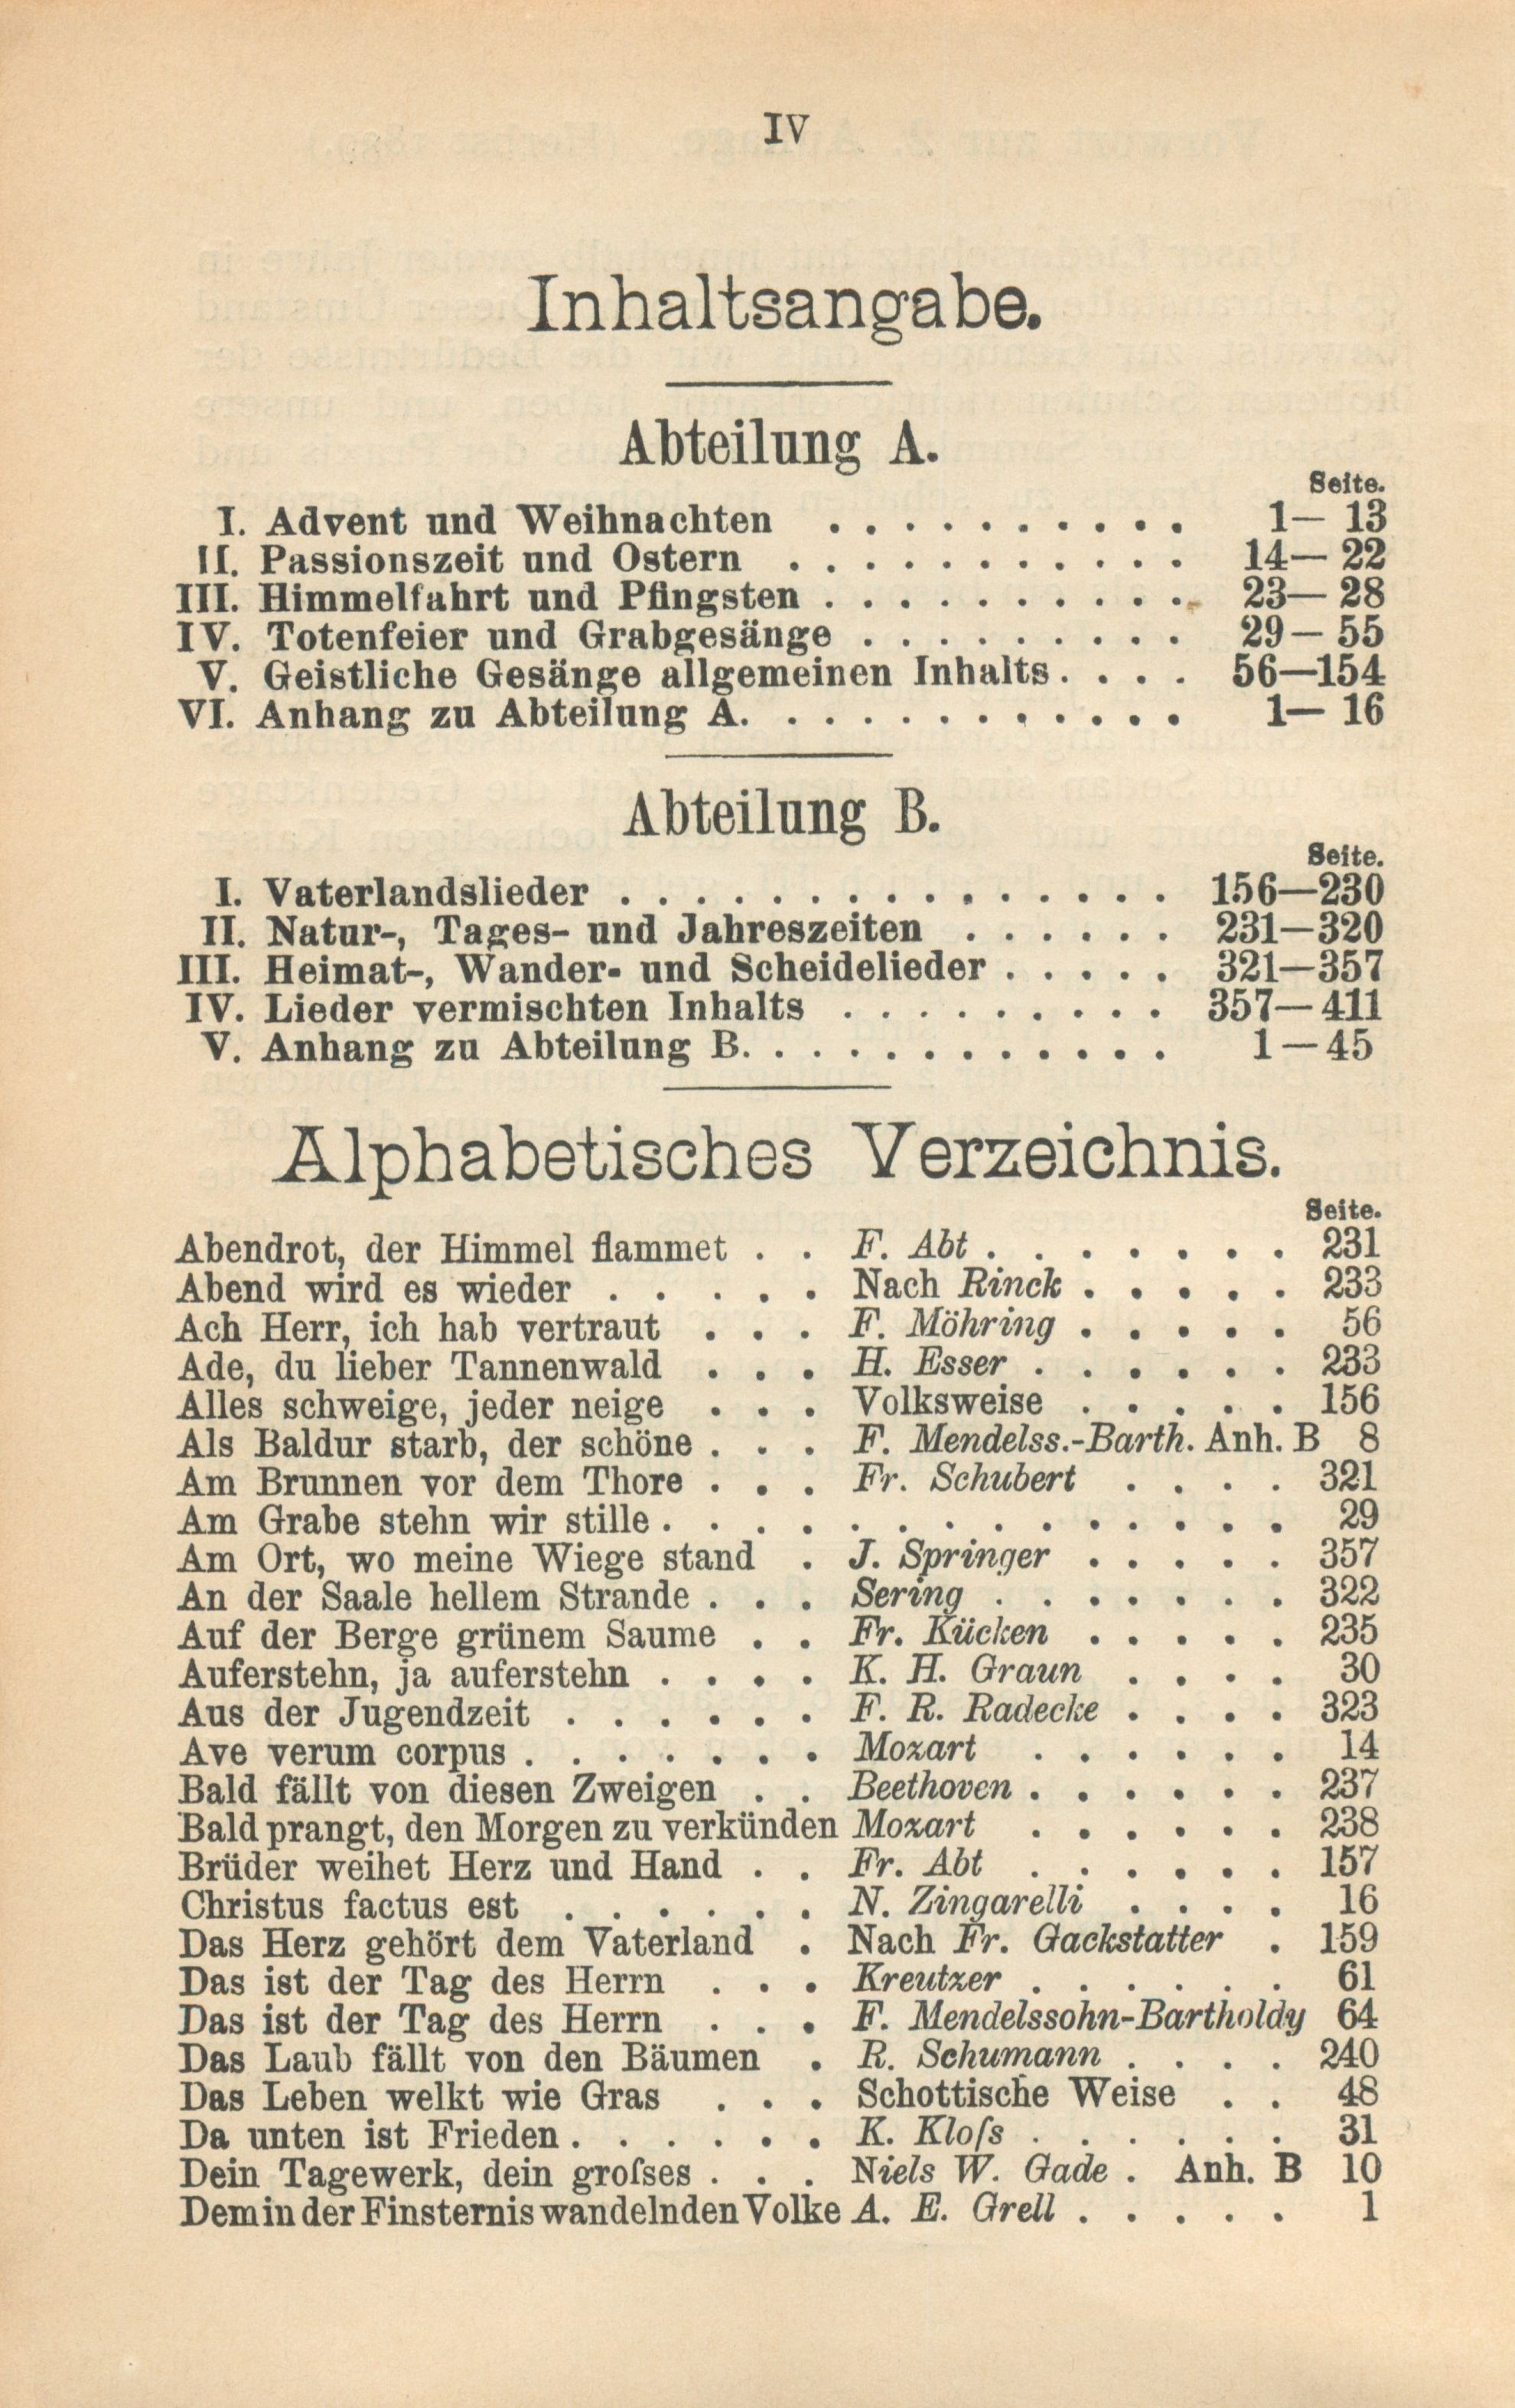 IV
Inhaltsangabe.
Abteilung A.
Seite.
I. Advent und Weihnachten . . . . . . . . . . 1— 13
II. Passionszeit und Ostern . . . . . . . . . . . 14— 22
III. Himmelfahrt und Pfingsten . . . . . . . . . . 23— 28
IV. Totenfeier und Grabgesänge . . . . . . . . . 29— 55
V. Geistliche Gesänge allgemeinen Inhalts. . . . 56—154
VI. Anhang zu Abteilung A. . . . . . . . . . . . 1— 16
Abteilung B.
Seite.
I. Vaterlandslieder . . . . . . . . . . . . . . . 156—230
II. Natur-, Tages- und Jahreszeiten . . . . . . 231—320
III. Heimat-, Wander- und Scheidelieder . . . . . 321—357
IV. Lieder vermischten Inhalts . . . . . . . . . 357—411
V. Anhang zu Abteilung B. . . . . . . . . . . . 1—45
Alphabetisches Verzeichnis.
Seite.
Abendrot, der Himmel flammet . . F. Abt . . . . . . . 231
Abend wird es wieder . . . . . Nach Rinck . . . . . 233
Ach Herr, ich hab vertraut . . . F. Möhring . . . . . 56
Ade, du lieber Tannenwald . . . H. Esser . . . . . . 233
Alles schweige, jeder neige . . . Volksweise . . . . . 156
Als Baldur starb, der schöne . . . F. Mendelss.-Barth. Anh. B 8
Am Brunnen vor dem Thore . . . Fr. Schubert . . . . 321
Am Grabe stehn wir stille . . . . . . . . . . . . . . 29
Am Ort, wo meine Wiege stand . J. Springer . . . . . 357
An der Saale hellem Strande . . . Sering . . . . . . . 322
Auf der Berge grünem Saume . . Fr. Kücken . . . . . 235
Auferstehn, ja auferstehn . . . . K. H. Graun . . . . 30
Aus der Jugendzeit . . . . . . F. R. Radecke . . . . 323
Ave verum corpus . . . . . . . Mozart . . . . . . 14
Bald fällt von diesen Zweigen . . Beethoven . . . . . . 237
Bald prangt, den Morgen zu verkünden Mozart . . . . . . 238
Brüder weihet Herz und Hand . . Fr. Abt . . . . . . 157
Christus factus est . . . . . . N. Zingarelli . . . . 16
Das Herz gehört dem Vaterland . Nach Fr. Gackstatter . 159
Das ist der Tag des Herrn . . . Kreutzer . . . . . . 61
Das ist der Tag des Herrn . . . F. Mendelssohn-Bartholdy 64
Das Laub fällt von den Bäumen . R. Schumann . . . . 240
Das Leben welkt wie Gras . . . Schottische Weise . . 48
Da unten ist Frieden . . . . . . K. Kloſs . . . . . . 31
Dein Tagewerk, dein groſses . . . Niels W. Gade . Anh. B 10
Dem in der Finsternis wandelnden Volke A. E. Grell . . . . . 1